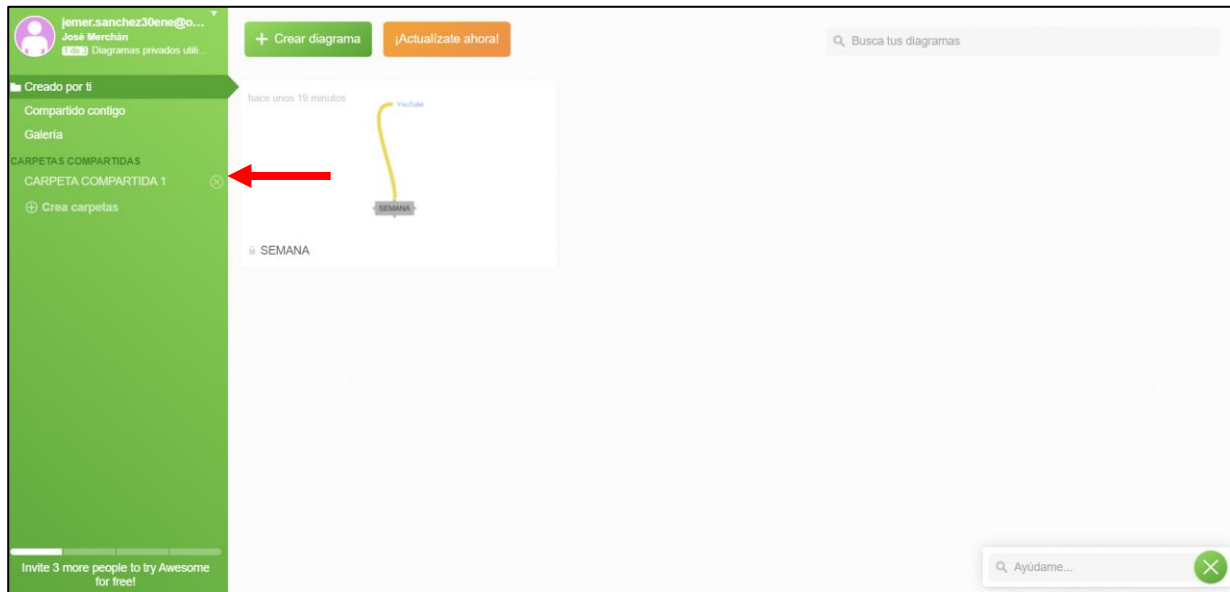 jemer.sanchez30ene@o...
José Merchán
1 de 3 Diagramas privados utili...
+ Crear diagrama
¡Actualízate ahora!
Busca tus diagramas
Creado por ti
Compartido contigo
Galería
CARPETAS COMPARTIDAS
CARPETA COMPARTIDA 1
Crea carpetas
hace unos 19 minutos
YouTube
SEMANA
SEMANA
Invite 3 more people to try Awesome
for free!
Ayúdame...